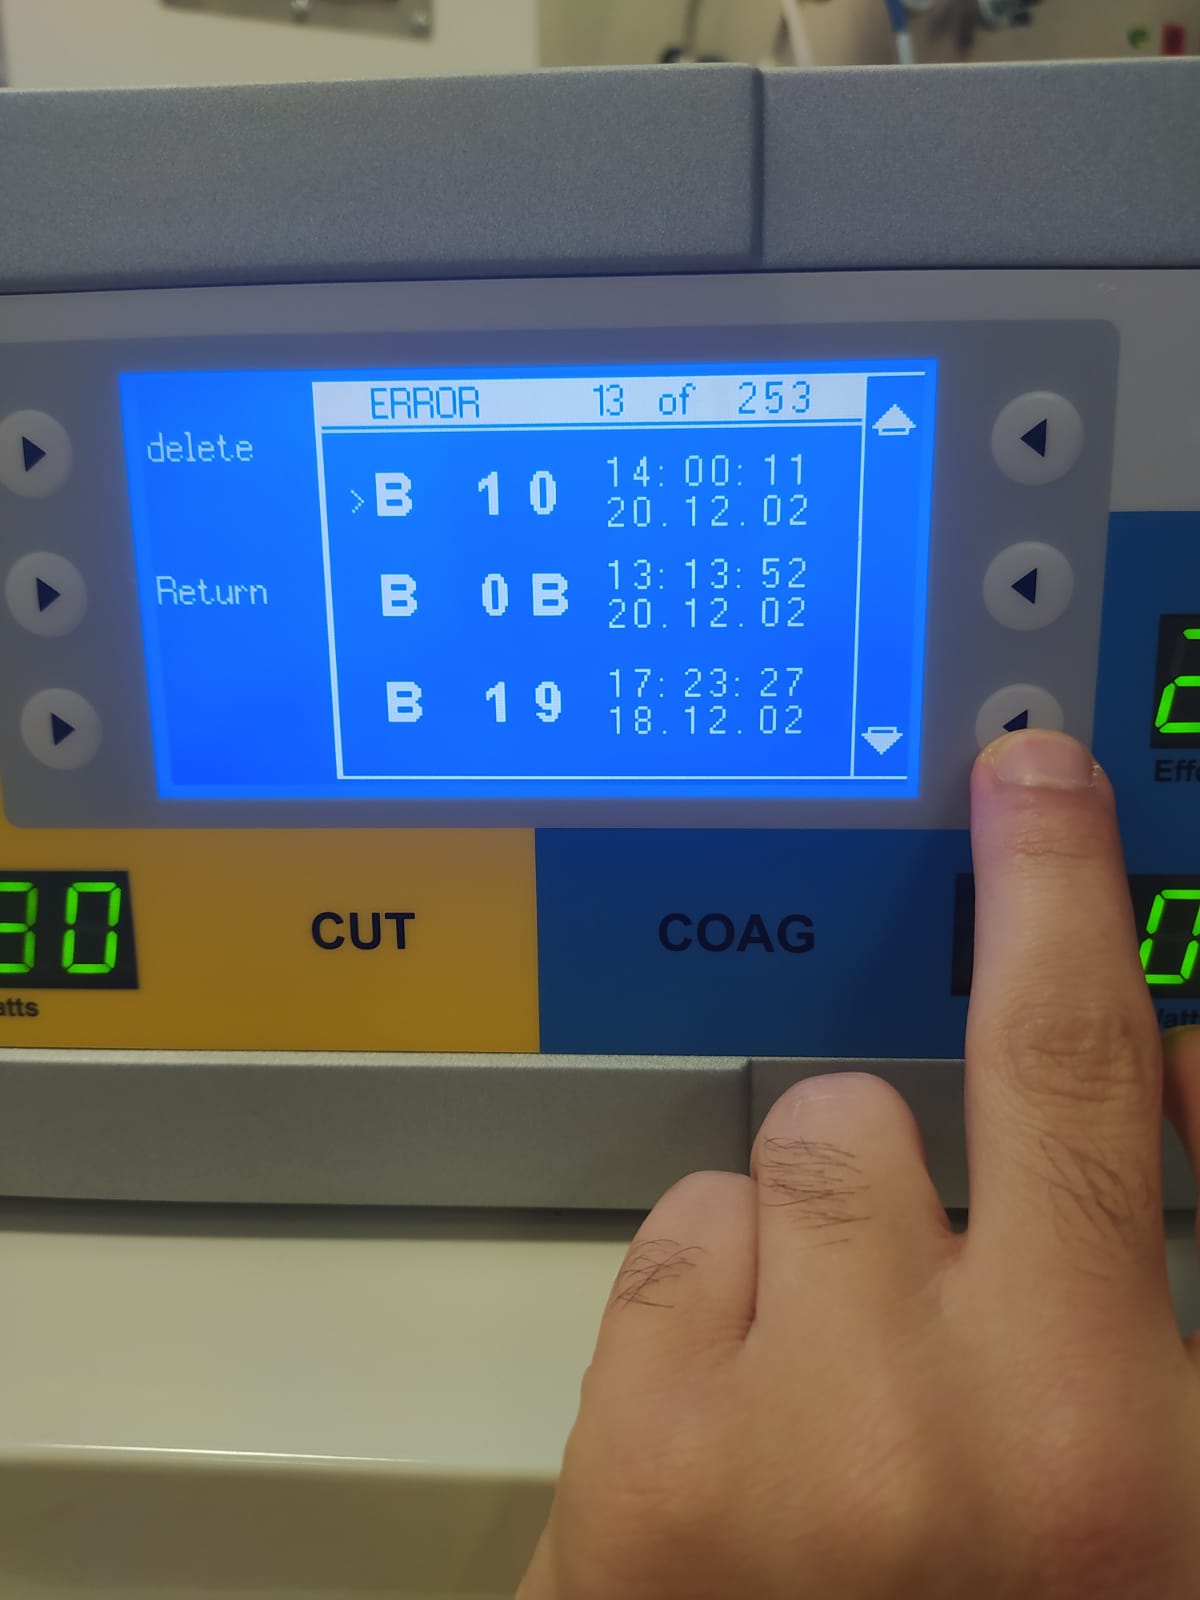 ERROR 13 of 253
delete
>B 10 14:00:11
20.12.02
Return
B 0B 13:13:52
20.12.02
B 19 17:23:27
18.12.02
CUT
COAG